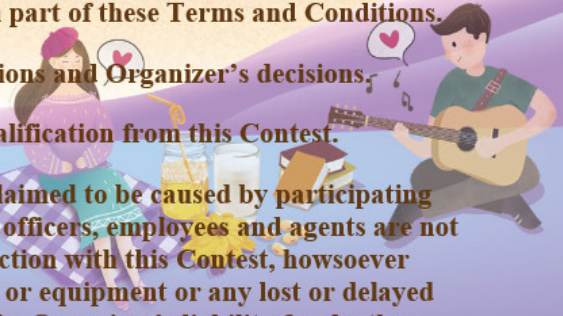 part of these Terms and Conditions.
ions and Organizer's decisions.
alification from this Contest.
laimed to be caused by participating
officers, employees and agents are not
ction with this Contest, howsoever
or equipment or any lost or delayed